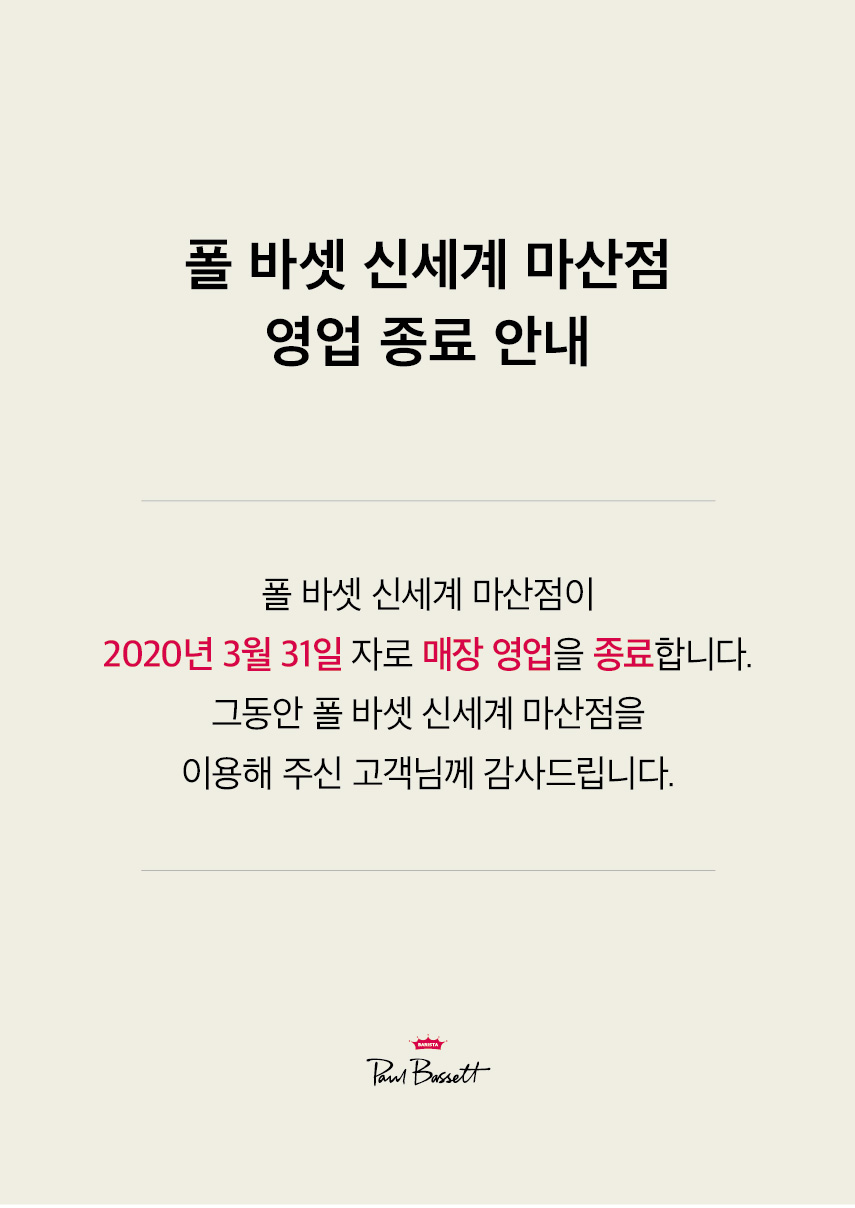 폴 바셋 신세계 마산점
영업 종료 안내
폴 바셋 신세계 마산점이
2020년 3월 31일 자로 매장 영업을 종료합니다.
그동안 폴 바셋 신세계 마산점을
이용해 주신 고객님께 감사드립니다.
BARISTA
Paul Bassett